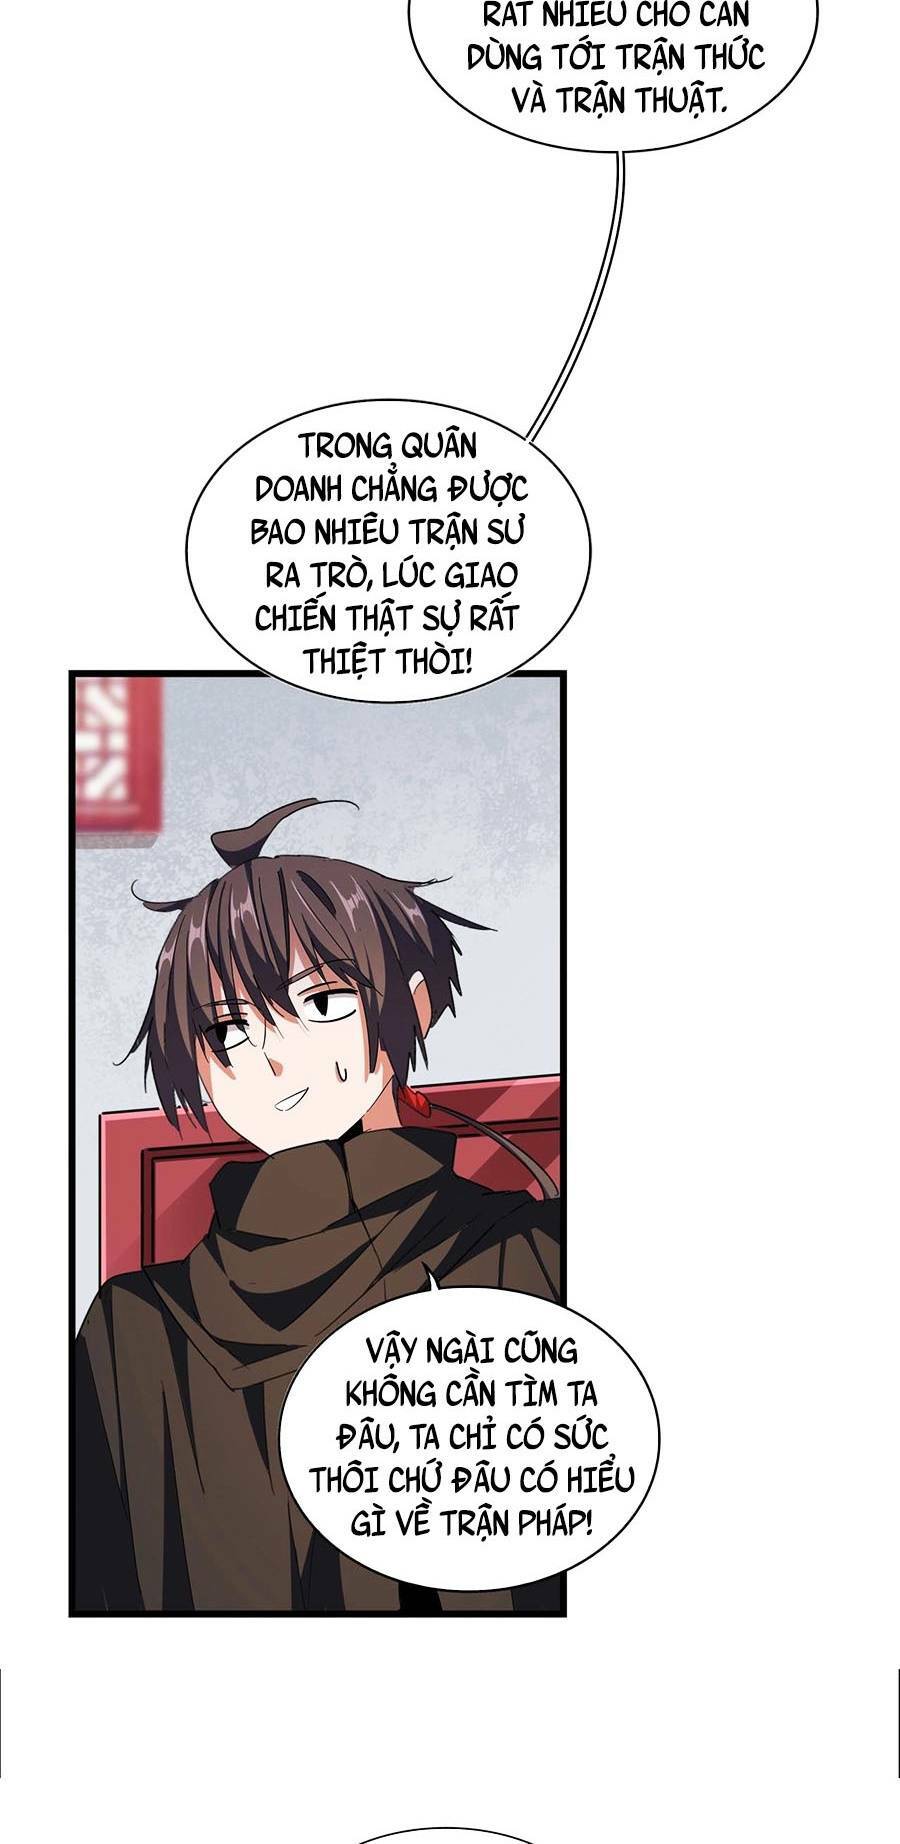 RẤT NHIỀU CHỖ CẦN
DÙNG TỚI TRẬN THỨC
VÀ TRẬN THUẬT.
TRONG QUÂN
DOANH CHẲNG ĐƯỢC
BAO NHIÊU TRẬN SƯ
RA TRÒ, LÚC GIAO
CHIẾN THẬT SỰ RẤT
THIỆT THÒI!
VẬY NGÀI CŨNG
KHÔNG CẦN TÌM TA
ĐÂU, TA CHỈ CÓ SỨC
THÔI CHỨ ĐÂU CÓ HIỂU
GÌ VỀ TRẬN PHÁP!